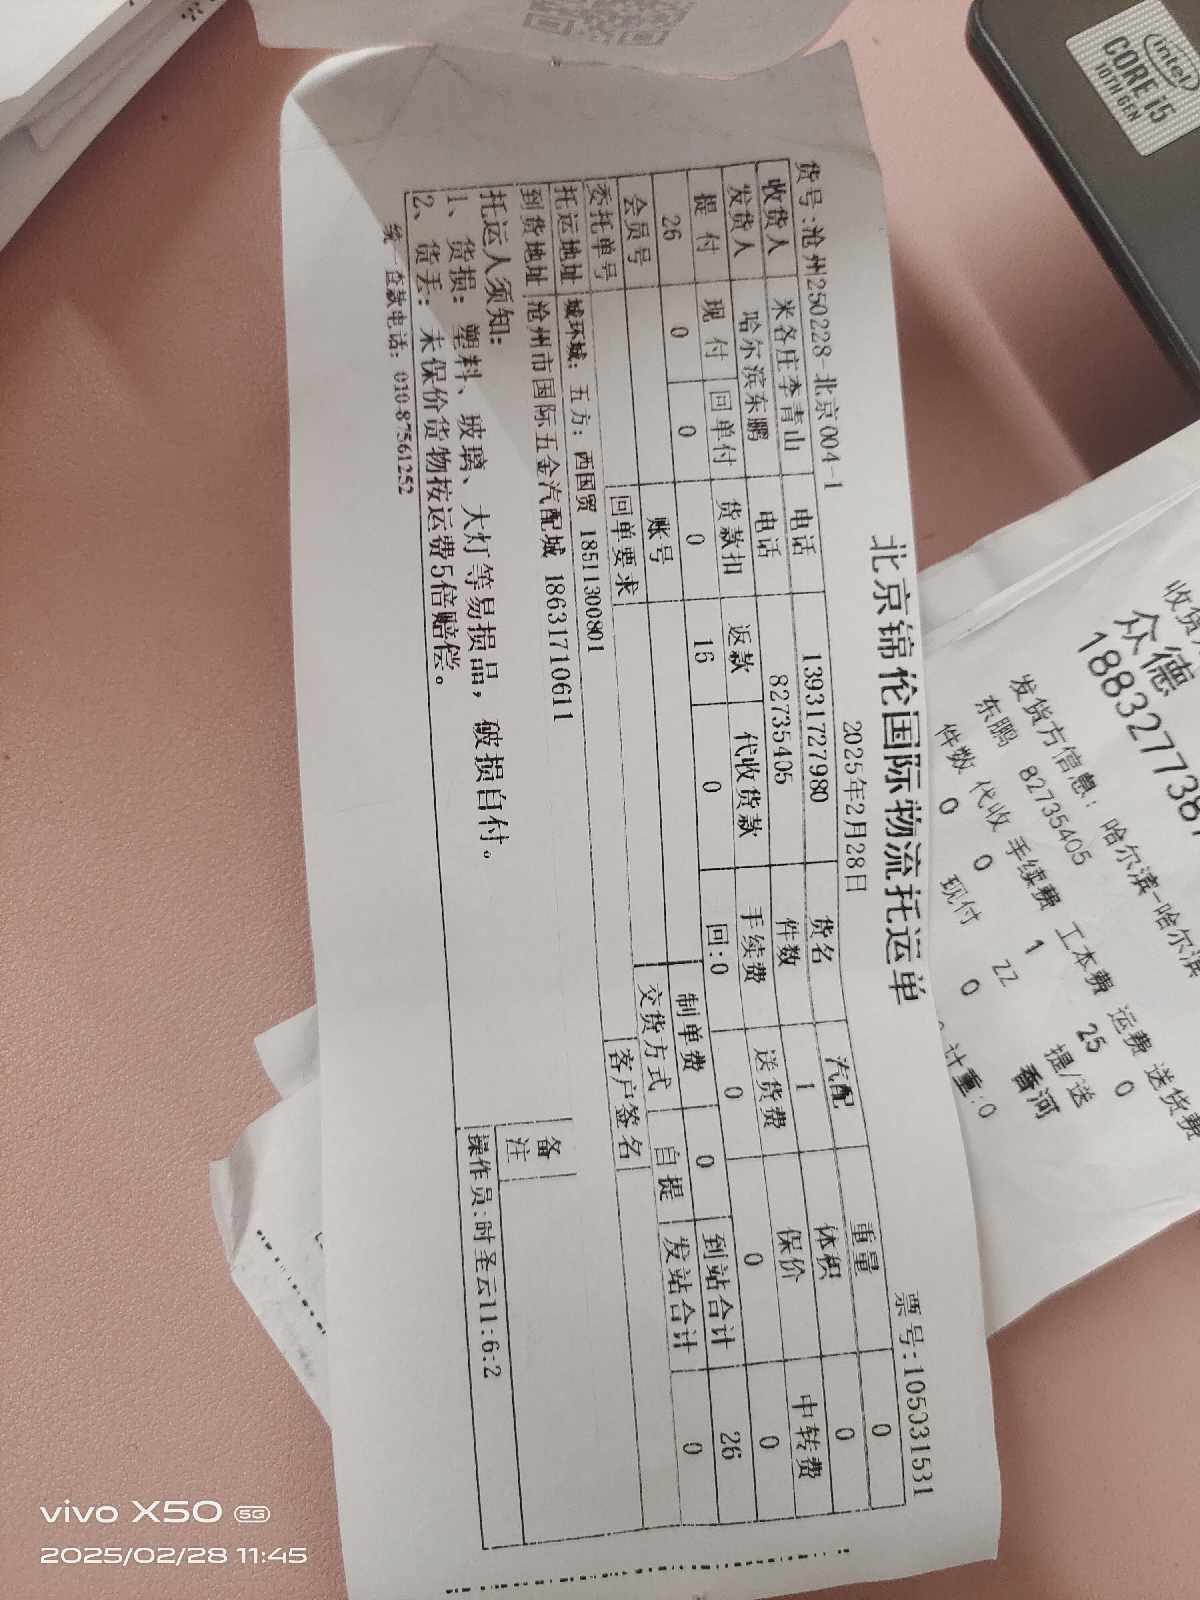 北京锦伦国际物流托运单
货号:沧州250228-北京004-1 2025年2月28日 票号:105031531
收货人 米各庄李青山 电话 13931727980 货名 汽配 重量 0
发货人 哈尔滨东鹏 电话 82735405 件数 1 体积 0
提付 现付 回单付 货款扣 返款 代收货款 手续费 送货费 保价 中转费
26 0 0 0 16 0 回:0 0 0 0
会员号 账号 制单费 0 到站合计 26
委托单号 回单要求 交货方式 自提 发站合计 0
客户签名
托运地址 城环城:五方:西国贸 18511300801
到货地址 沧州市国际五金汽配城 18631710611
备注
托运人须知:
1、货损:塑料、玻璃、大灯等易损品,破损自付。
2、货丢:未保价货物按运费5倍赔偿。
操作员:时圣云11:6:2
统一查款电话:010-87561252
众德
1883277381
发货方信息:哈尔滨-哈尔滨
东鹏 82735405
件数 代收 手续费 工本费 运费 送货费
0 0 1 25 0
现付 22 提/送
0 香河
计重:0
intel
CORE i5
10TH GEN
vivo X50 5G
2025/02/28 11:45